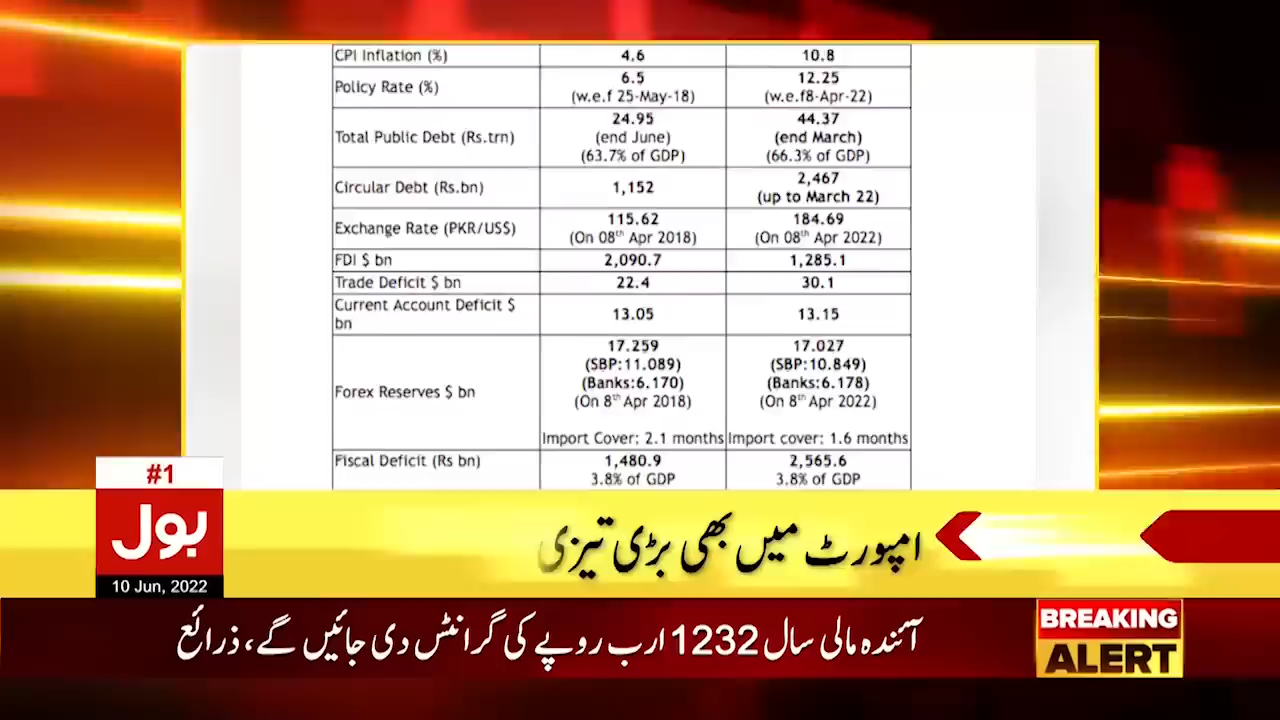 CPI Inflation (%) 4.6 10.8
Policy Rate (%) 6.5 12.25
(w.e.f 25-May-18) (w.e.f8-Apr-22)
Total Public Debt (Rs.trn) 24.95 44.37
(end June) (end March)
(63.7% of GDP) (66.3% of GDP)
Circular Debt (Rs.bn) 1,152 2,467
(up to March 22)
Exchange Rate (PKR/US$) 115.62 184.69
(On 08th Apr 2018) (On 08th Apr 2022)
FDI $ bn 2,090.7 1,285.1
Trade Deficit $ bn 22.4 30.1
Current Account Deficit $ bn 13.05 13.15
Forex Reserves $ bn 17.259 17.027
(SBP:11.089) (SBP:10.849)
(Banks:6.170) (Banks:6.178)
(On 8th Apr 2018) (On 8th Apr 2022)
Import Cover; 2.1 months Import cover: 1.6 months
Fiscal Deficit (Rs bn) 1,480.9 2,565.6
3.8% of GDP 3.8% of GDP
#1
بول
10 Jun, 2022
امپورٹ میں بھی بڑی تیزی
آئندہ مالی سال 1232 ارب روپے کی گرانٹس دی جائیں گے، ذرائع
BREAKING
ALERT